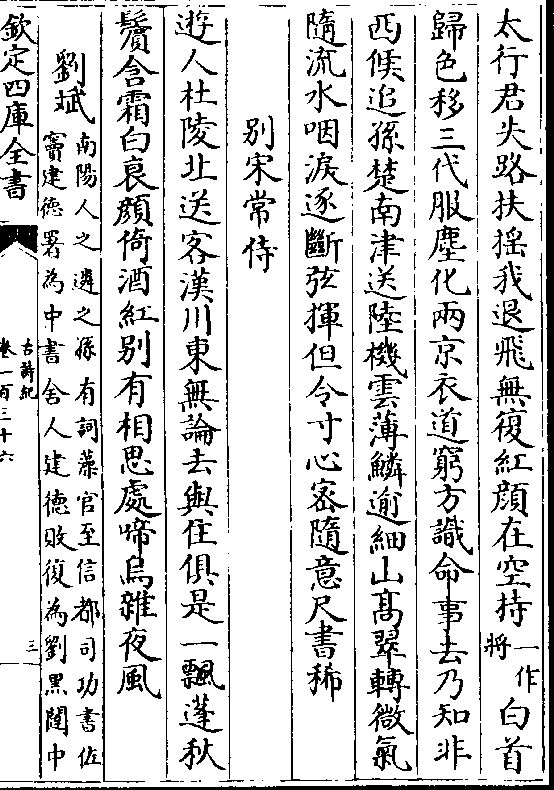 太行君失路扶摇我退飛無復紅顔在空持一作將白首
歸色移三代服塵化兩京衣道窮方識命事去乃知非
西候追孫楚南津送陸機雲薄鱗逾細山髙翠轉微氣
隨流水咽淚逐斷弦揮但令寸心宻隨意尺書稀
别宋常侍
遊人杜陵北送客漢川東無論去與住俱是一飄蓬秋
鬢含霜白衰顔倚酒紅别有相思處啼烏雜夜風
劉斌南陽人之遴之孫有詞藻官至信都司功書佐
竇建德署為中書舍人建德敗復為劉黑闥中
欽定四庫全書
古詩紀
卷一百三十六
三